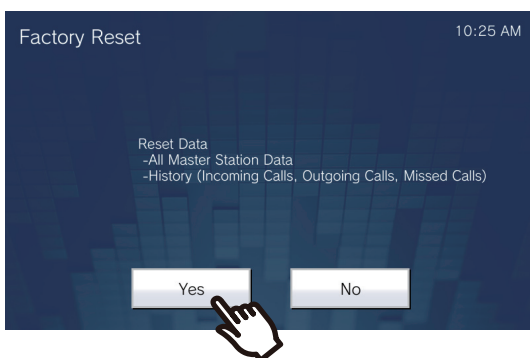 Factory Reset
10:25 AM
Reset Data
-All Master Station Data
-History (Incoming Calls, Outgoing Calls, Missed Calls)
Yes
No